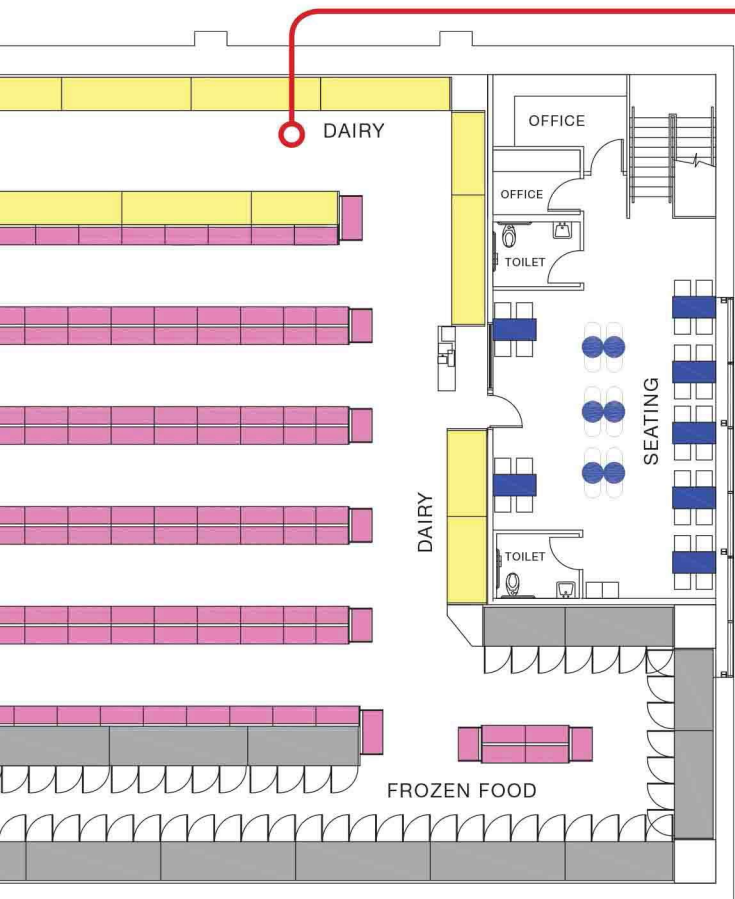 OFFICE
DAIRY
OFFICE
TOILET
SEATING
DAIRY
TOILET
FROZEN FOOD